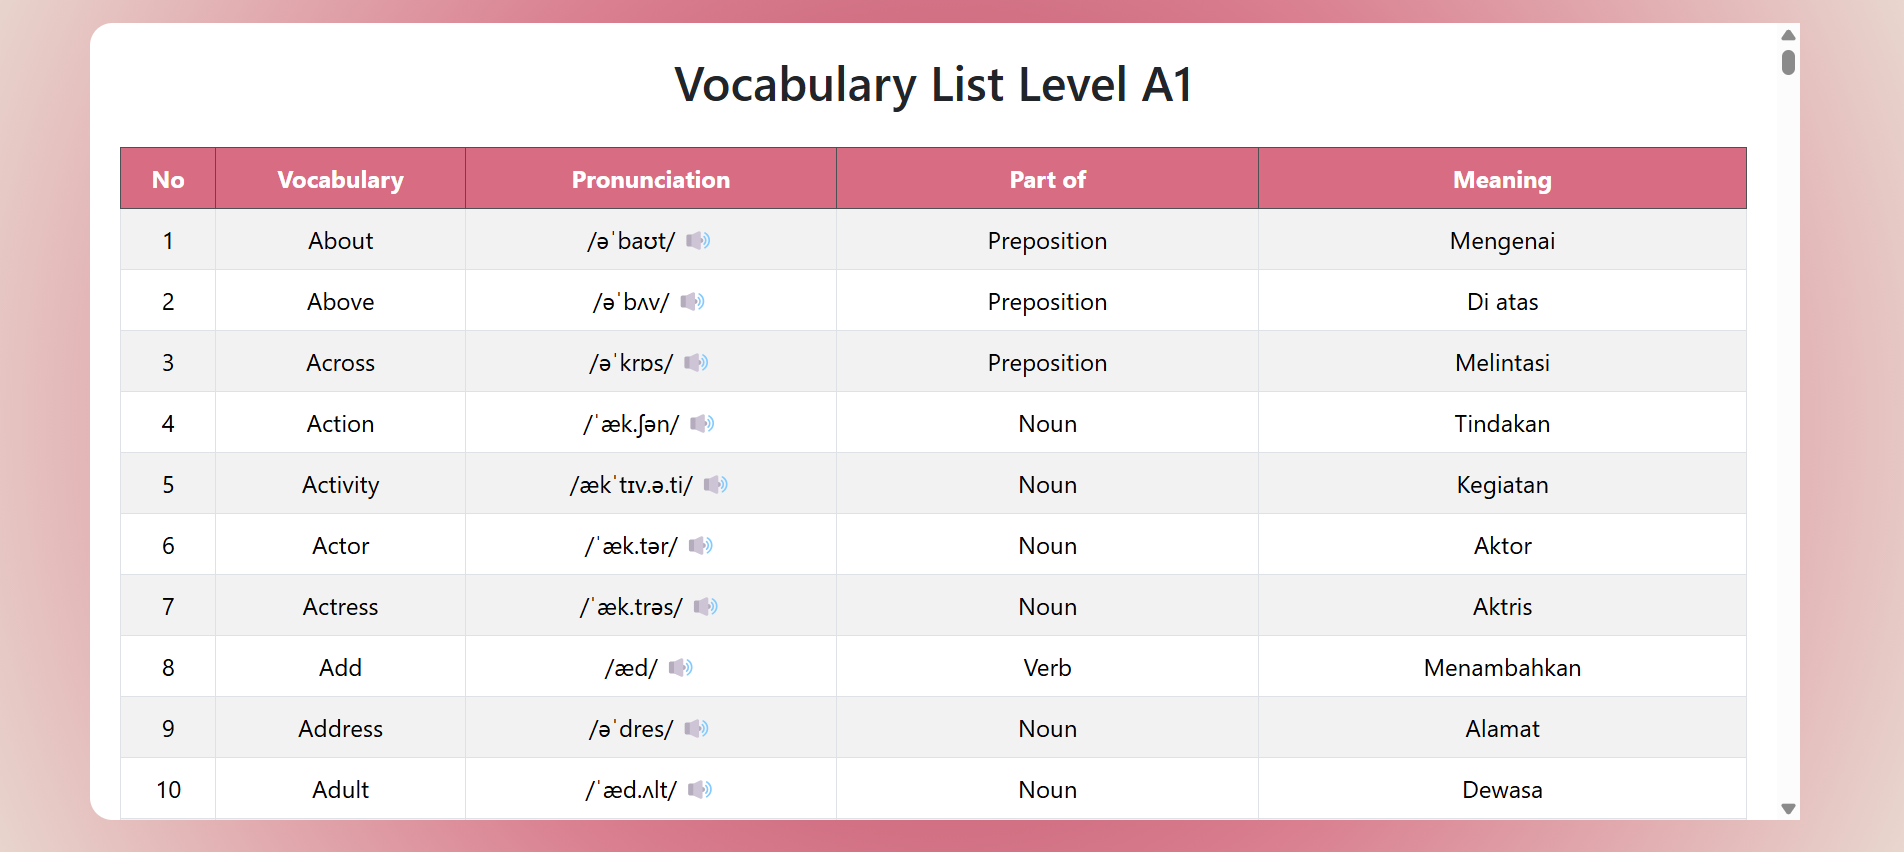 Vocabulary List Level A1
No Vocabulary Pronunciation Part of Meaning
1 About /əˈbaʊt/ Preposition Mengenai
2 Above /əˈbʌv/ Preposition Di atas
3 Across /əˈkrɒs/ Preposition Melintasi
4 Action /ˈæk.ʃən/ Noun Tindakan
5 Activity /ækˈtɪv.ə.ti/ Noun Kegiatan
6 Actor /ˈæk.tər/ Noun Aktor
7 Actress /ˈæk.trəs/ Noun Aktris
8 Add /æd/ Verb Menambahkan
9 Address /əˈdres/ Noun Alamat
10 Adult /ˈæd.ʌlt/ Noun Dewasa